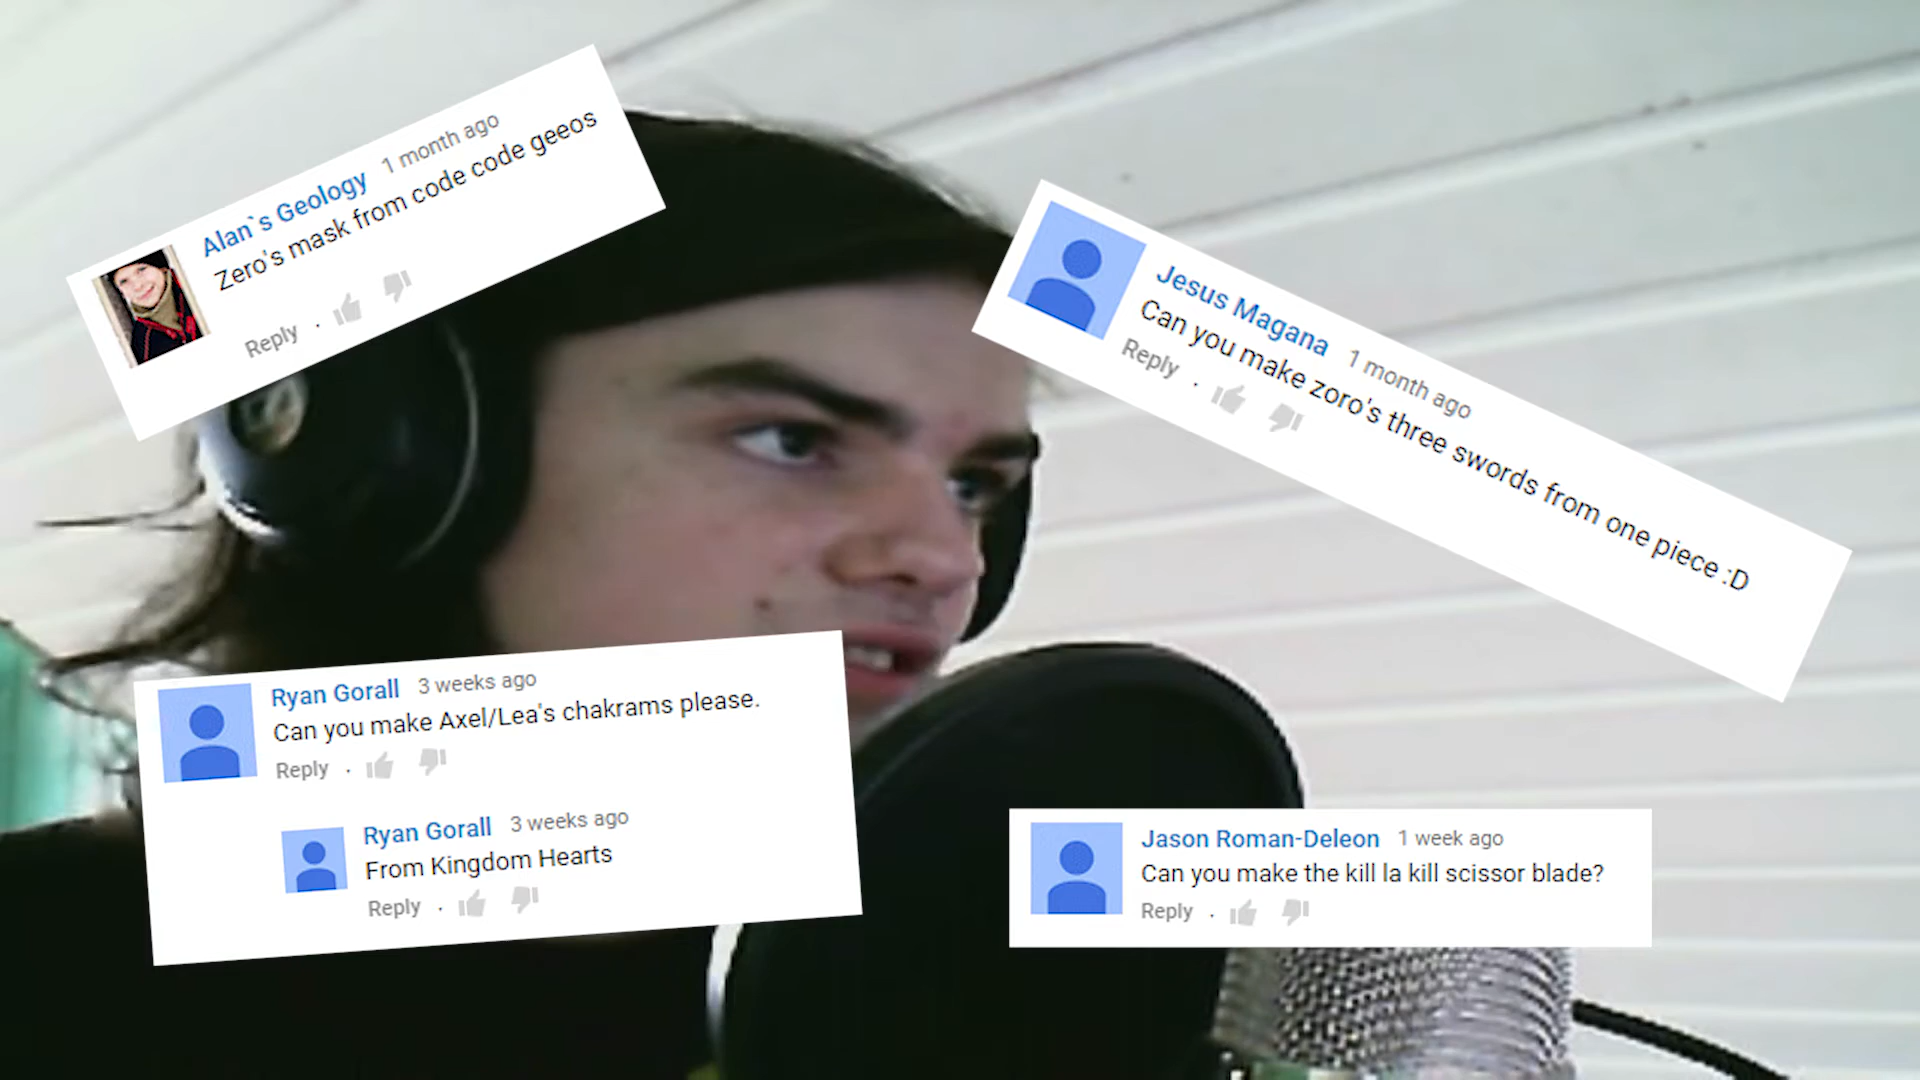 Alan`s Geology 1 month ago
Zero's mask from code code geeos
Reply ·
Jesus Magana 1 month ago
Can you make zoro's three swords from one piece :D
Reply ·
Ryan Gorall 3 weeks ago
Can you make Axel/Lea's chakrams please.
Reply ·
Ryan Gorall 3 weeks ago
From Kingdom Hearts
Reply ·
Jason Roman-Deleon 1 week ago
Can you make the kill la kill scissor blade?
Reply ·